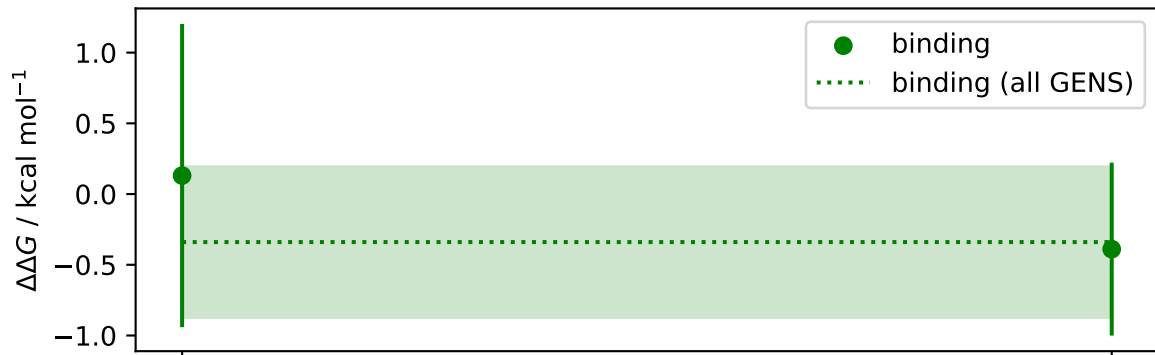 1.0
0.5
0.0
−0.5
−1.0
ΔΔG / kcal mol⁻¹
binding
binding (all GENS)